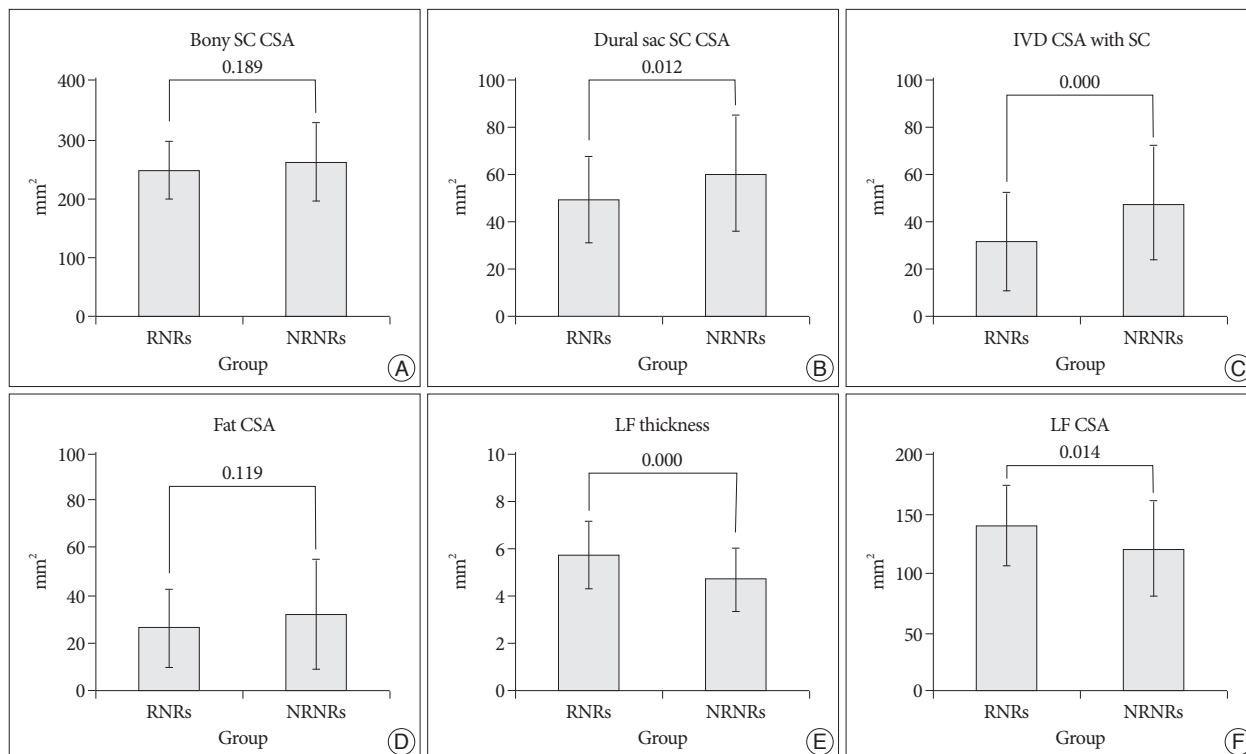 Bony SC CSA
0.189
400
300
200
100
0
mm²
RNRs NRNRs
Group
A
Dural sac SC CSA
0.012
100
80
60
40
20
0
mm²
RNRs NRNRs
Group
B
IVD CSA with SC
0.000
100
80
60
40
20
0
mm²
RNRs NRNRs
Group
C
Fat CSA
0.119
100
80
60
40
20
0
mm²
RNRs NRNRs
Group
D
LF thickness
0.000
10
8
6
4
2
0
mm²
RNRs NRNRs
Group
E
LF CSA
0.014
200
150
100
50
0
mm²
RNRs NRNRs
Group
F